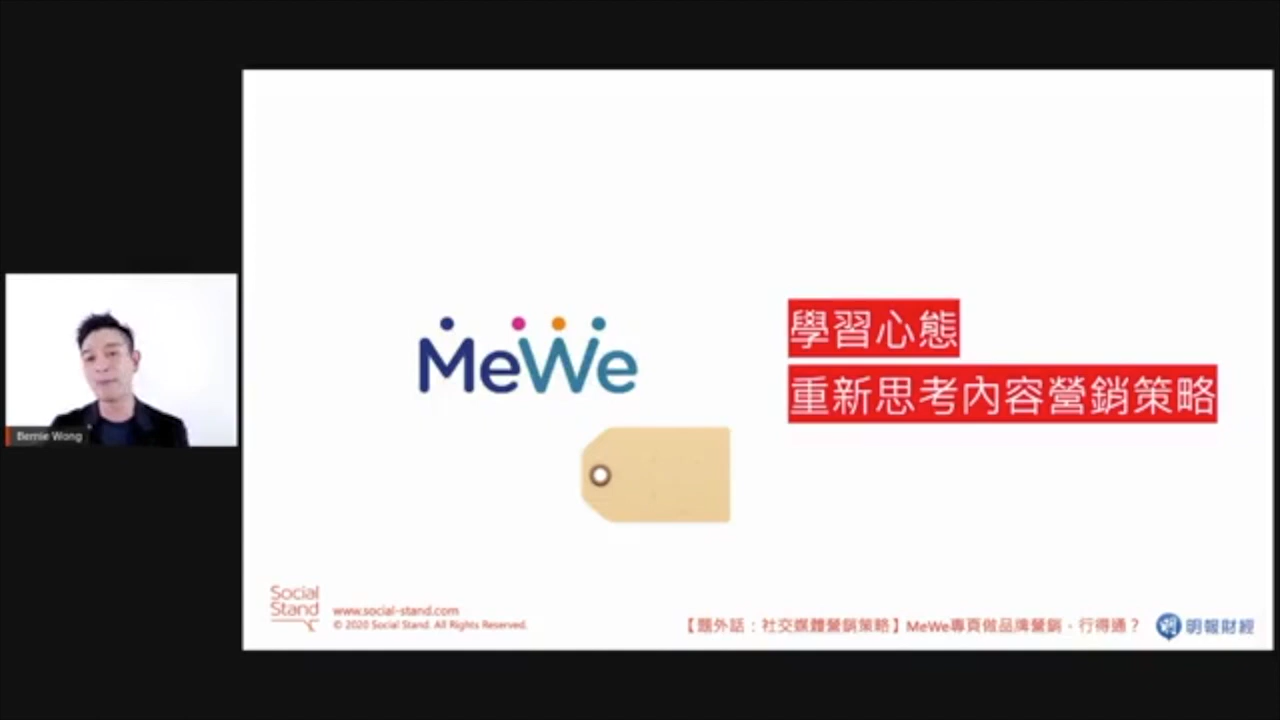 MeWe
學習心態
重新思考內容營銷策略
Bernie Wong
Social
Stand
www.social-stand.com
© 2020 Social Stand. All Rights Reserved.
【題外話：社交媒體營銷策略】MeWe專頁做品牌營銷、行得通？
明報財經